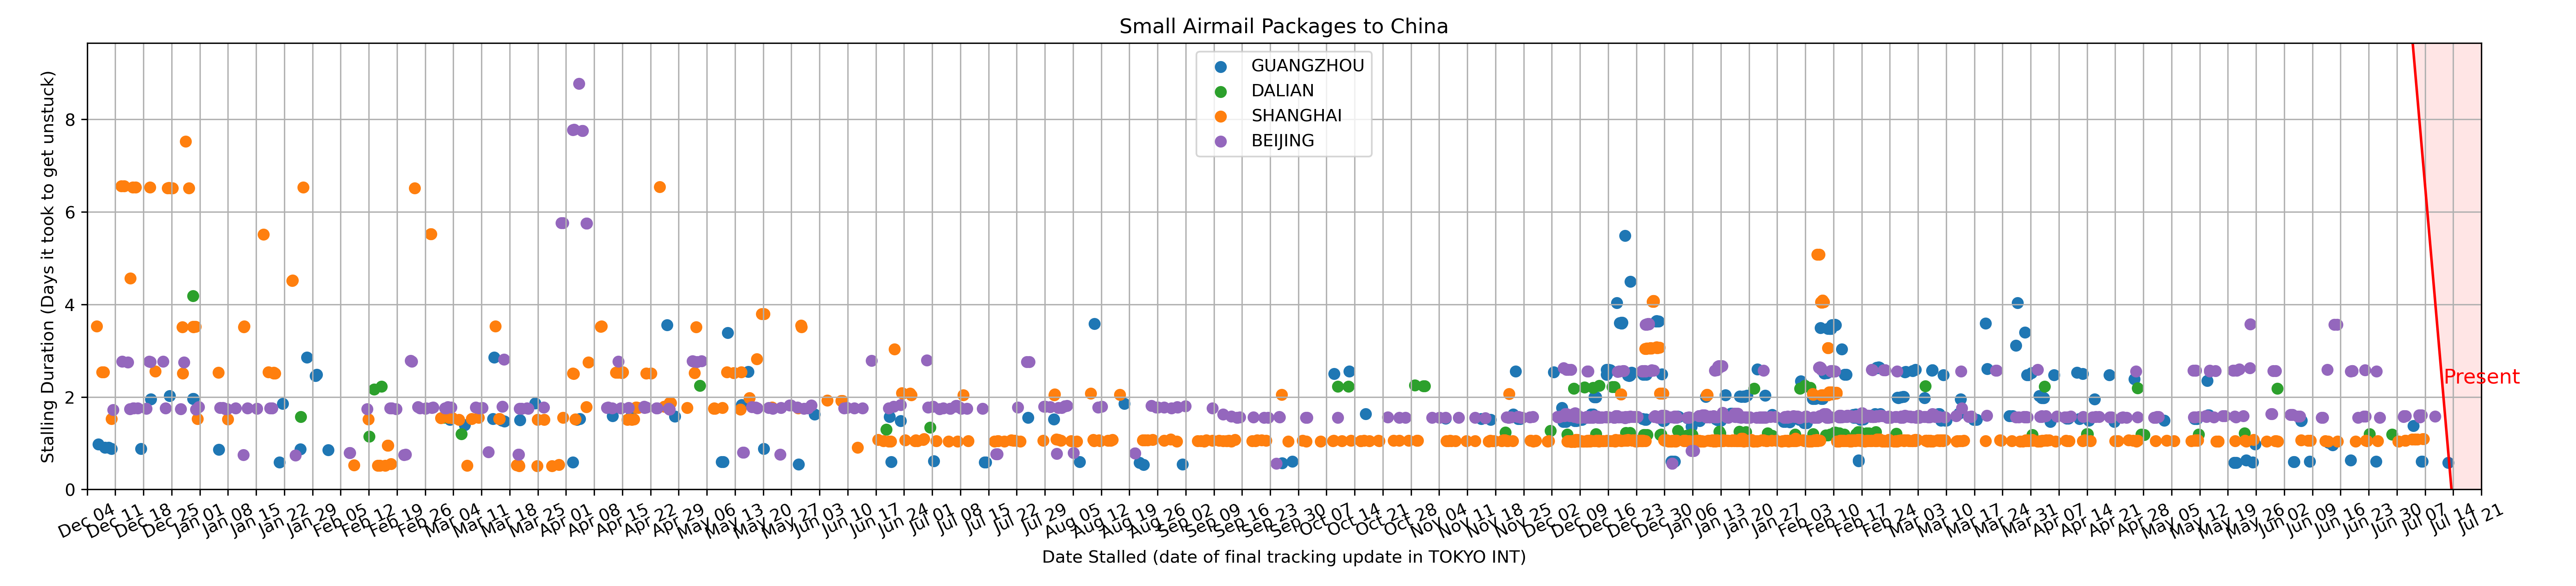 Small Airmail Packages to China
GUANGZHOU
DALIAN
SHANGHAI
BEIJING
Stalling Duration (Days it took to get unstuck)
8
6
4
2
0
Present
Dec 04 Dec 11 Dec 18 Dec 25 Jan 01 Jan 08 Jan 15 Jan 22 Jan 29 Feb 05 Feb 12 Feb 19 Feb 26 Mar 04 Mar 11 Mar 18 Mar 25 Apr 01 Apr 08 Apr 15 Apr 22 Apr 29 May 06 May 13 May 20 May 27 Jun 03 Jun 10 Jun 17 Jun 24 Jul 01 Jul 08 Jul 15 Jul 22 Jul 29 Aug 05 Aug 12 Aug 19 Aug 26 Sep 02 Sep 09 Sep 16 Sep 23 Sep 30 Oct 07 Oct 14 Oct 21 Oct 28 Nov 04 Nov 11 Nov 18 Nov 25 Dec 02 Dec 09 Dec 16 Dec 23 Dec 30 Jan 06 Jan 13 Jan 20 Jan 27 Feb 03 Feb 10 Feb 17 Feb 24 Mar 03 Mar 10 Mar 17 Mar 24 Mar 31 Apr 07 Apr 14 Apr 21 Apr 28 May 05 May 12 May 19 May 26 Jun 02 Jun 09 Jun 16 Jun 23 Jun 30 Jul 07 Jul 14 Jul 21
Date Stalled (date of final tracking update in TOKYO INT)